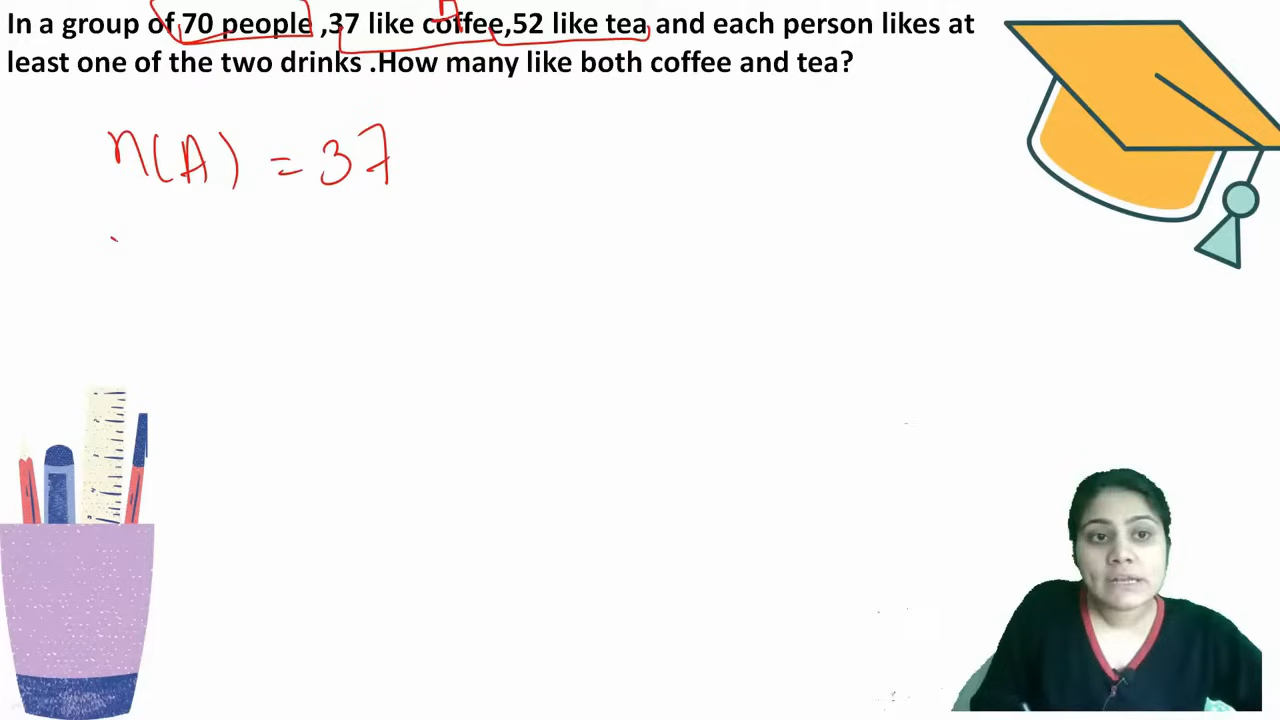 In a group of,70 people ,37 like coffee,52 like tea and each person likes at
least one of the two drinks .How many like both coffee and tea?
n(A) = 37